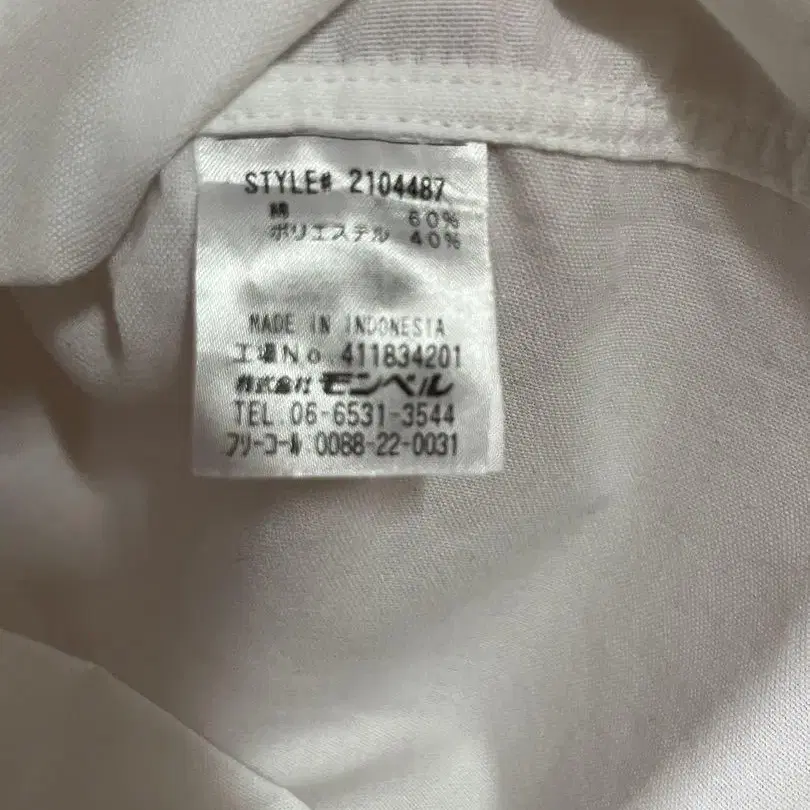 STYLE# 2104487
綿 60%
ポリエステル 40%
MADE IN INDONESIA
工場No.411834201
株式会社 モンベル
TEL.06-6531-3544
フリーコール 0088-22-0031